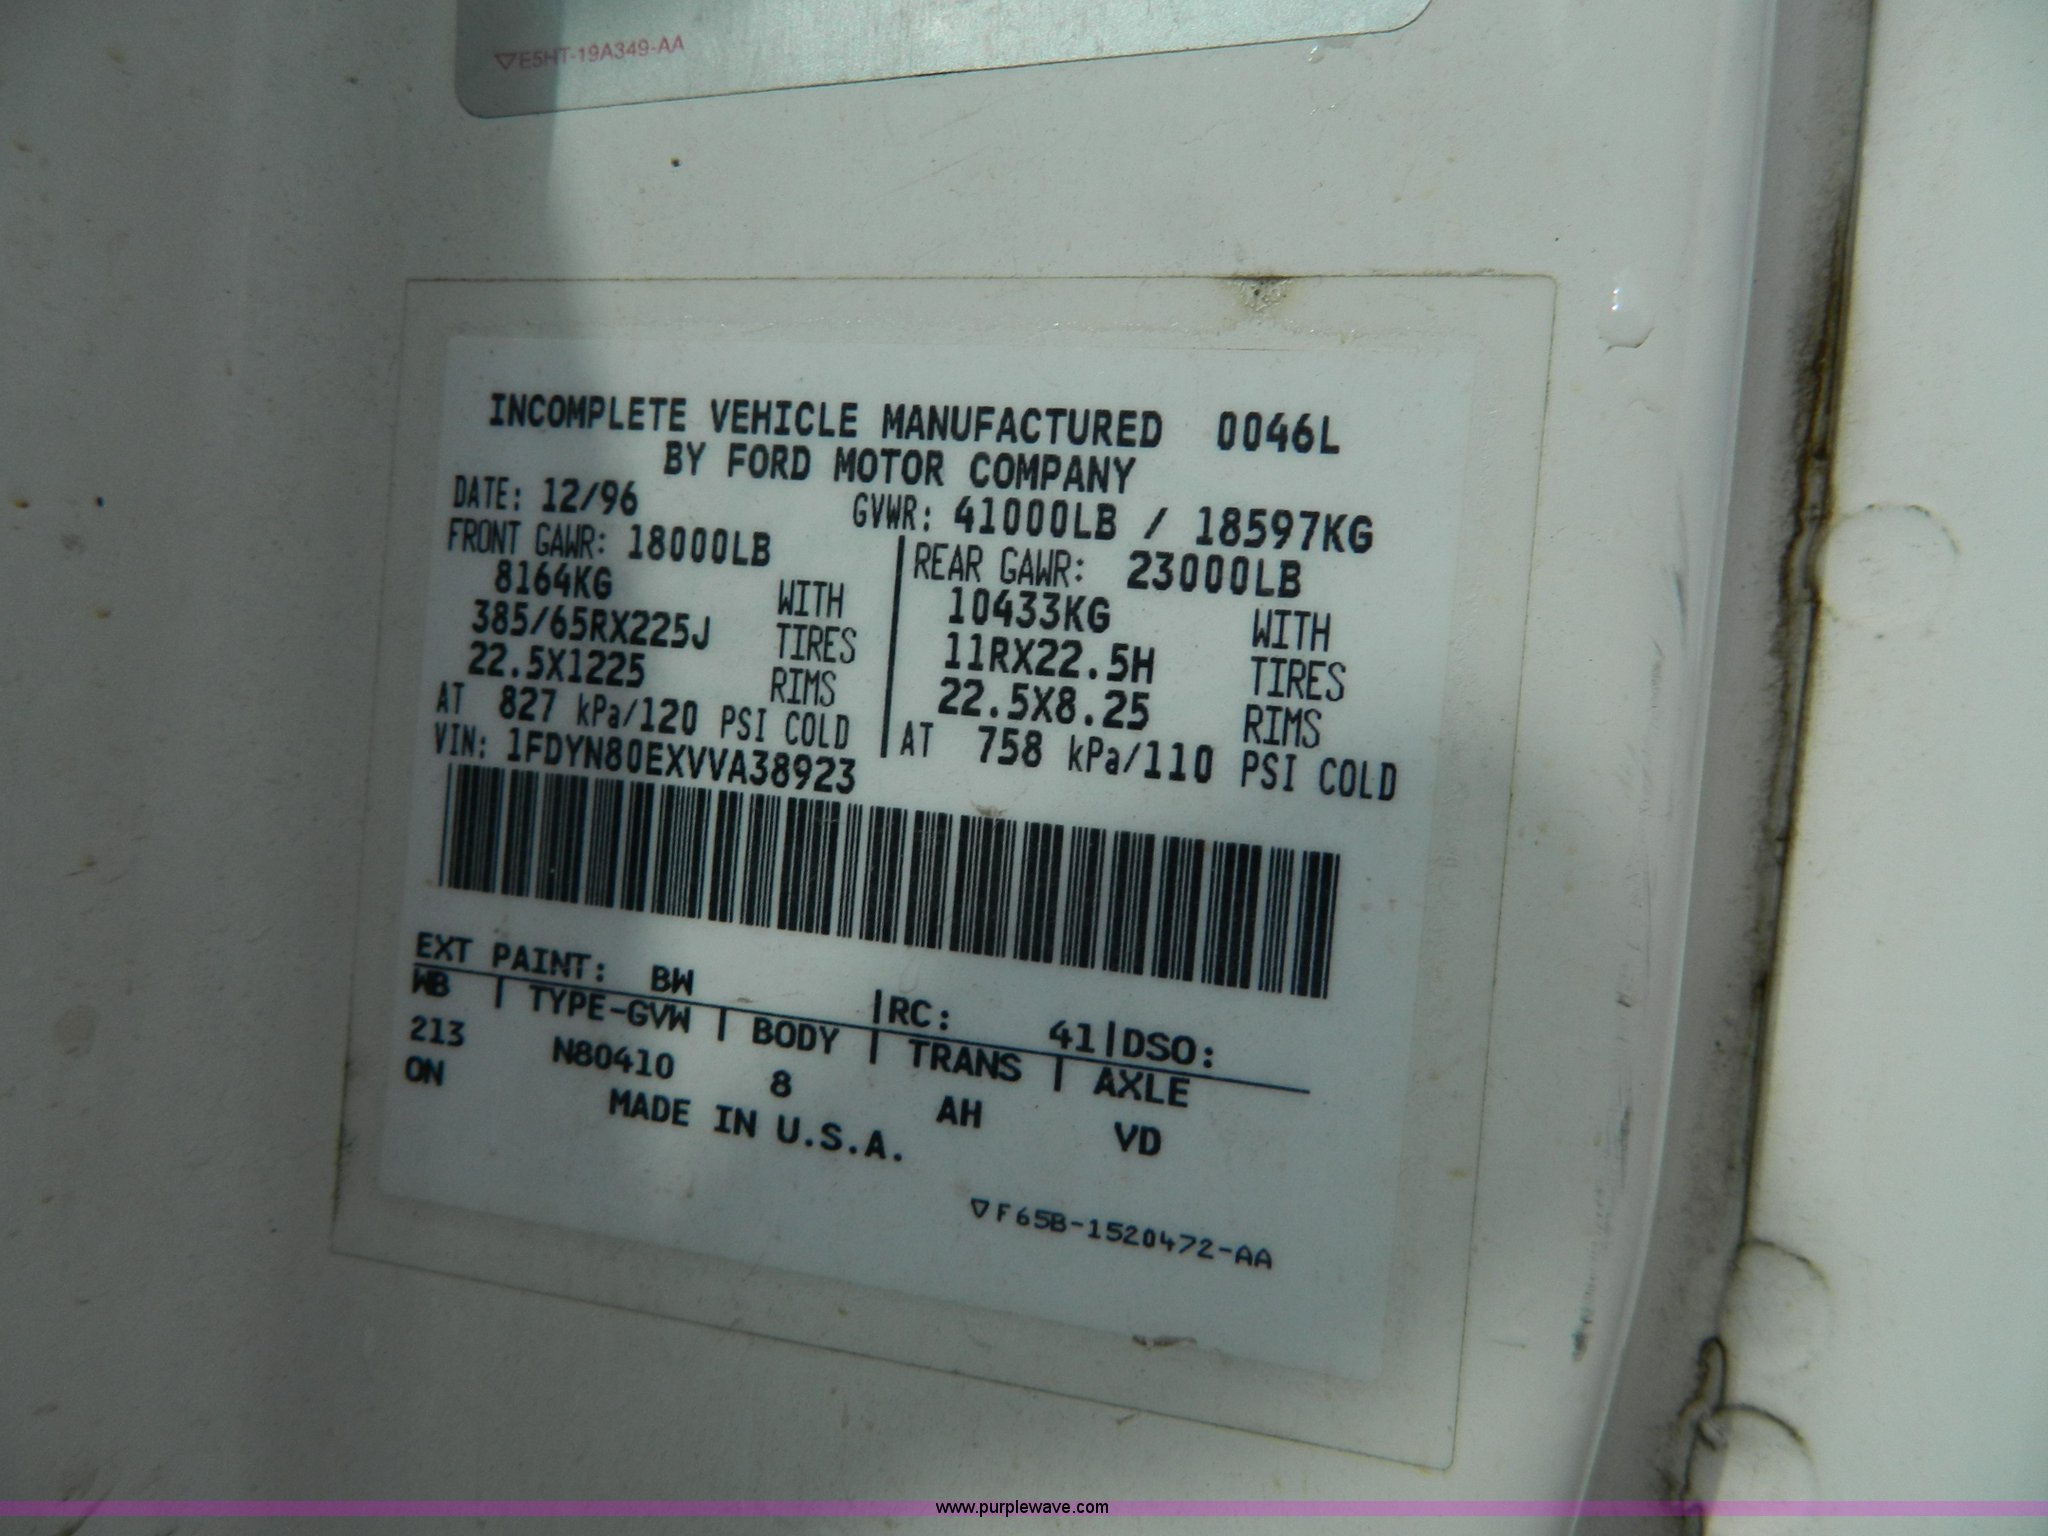 ▽E5HT-19A349-AA
INCOMPLETE VEHICLE MANUFACTURED 0046L
BY FORD MOTOR COMPANY
DATE: 12/96 GVWR: 41000LB / 18597KG
FRONT GAWR: 18000LB REAR GAWR: 23000LB
8164KG WITH 10433KG WITH
385/65RX225J TIRES 11RX22.5H TIRES
22.5X1225 RIMS 22.5X8.25 RIMS
AT 827 kPa/120 PSI COLD AT 758 kPa/110 PSI COLD
VIN: 1FDYN80EXVVA38923
EXT PAINT: BW |RC: 41|DSO:
WB | TYPE-GVW | BODY | TRANS | AXLE
213 N80410 8 AH VD
ON MADE IN U.S.A.
▽F65B-1520472-AA
www.purplewave.com